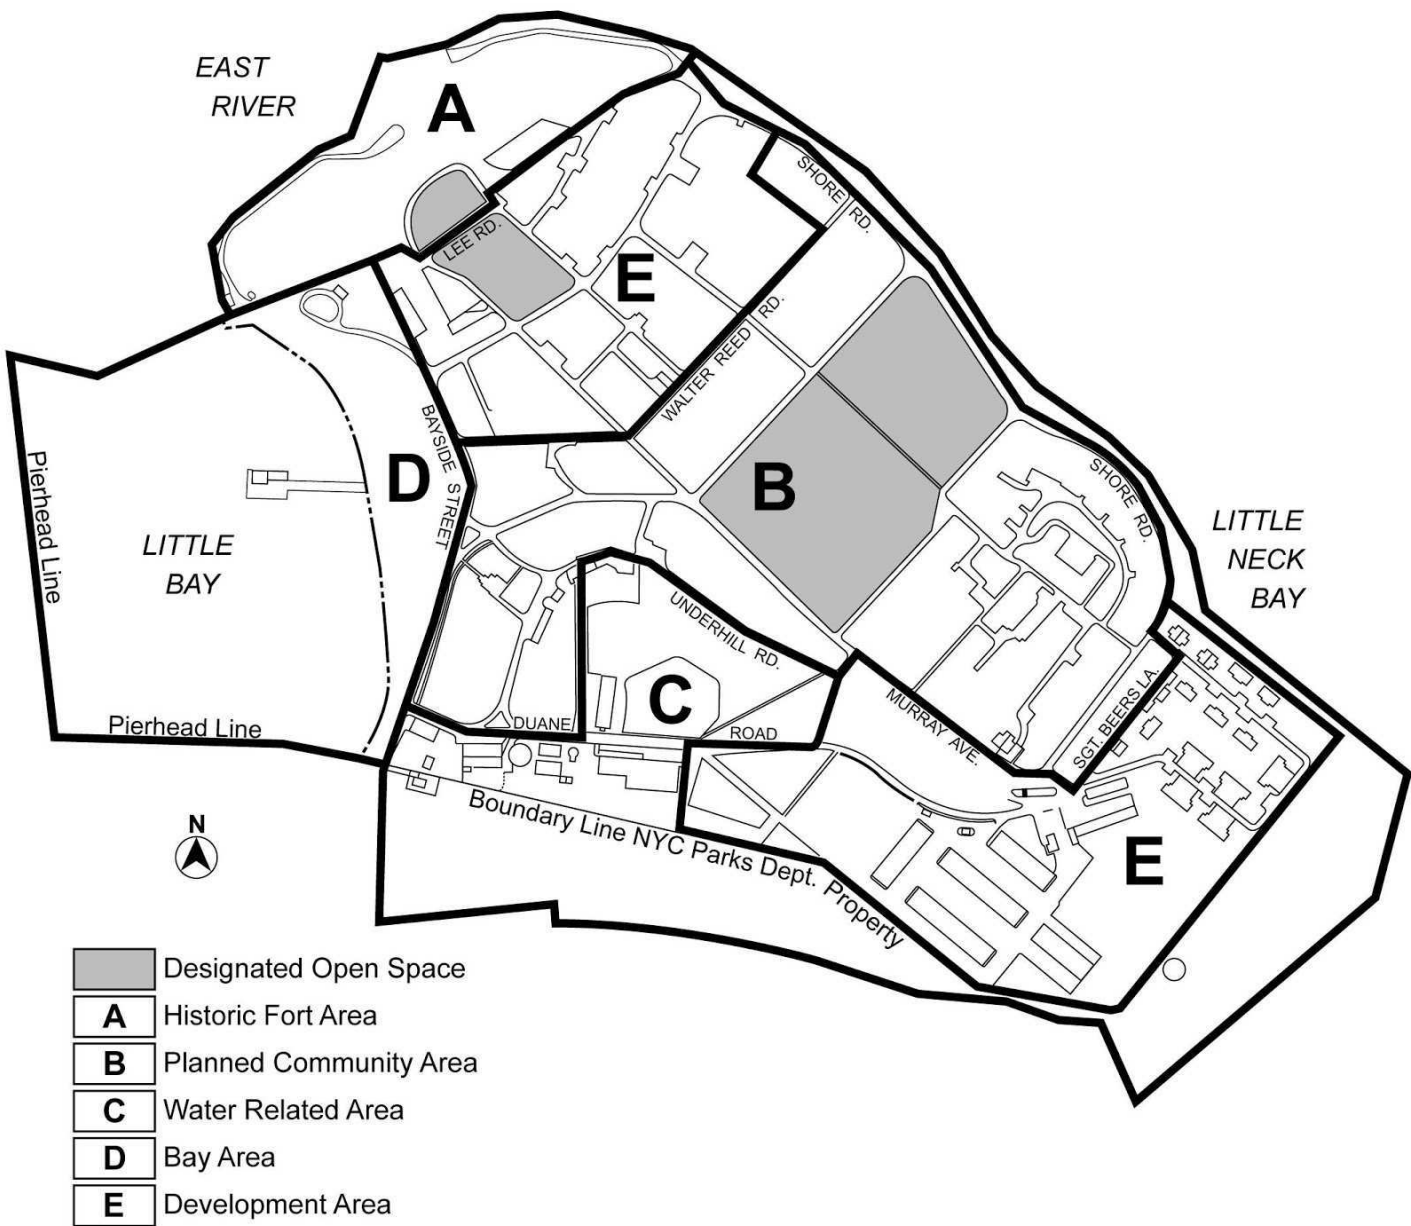 EAST
RIVER
A
SHORE RD.
LEE RD.
E
WALTER REED RD.
BAYSIDE STREET
D
B
Pierhead Line
LITTLE
BAY
SHORE RD.
LITTLE
NECK
BAY
UNDERHILL RD.
C
MURRAY AVE.
SGT. BEERS LA.
Pierhead Line
DUANE
ROAD
Boundary Line NYC Parks Dept. Property
N
E
Designated Open Space
A Historic Fort Area
B Planned Community Area
C Water Related Area
D Bay Area
E Development Area